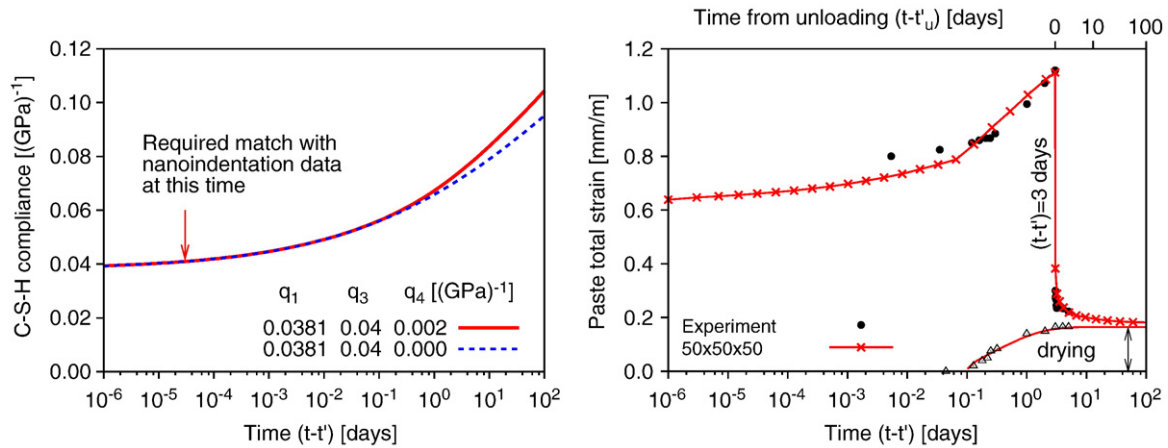 C-S-H compliance [(GPa)⁻¹]
0.12
0.10
0.08
0.06
0.04
0.02
0.00
Required match with
nanoindentation data
at this time
q₁ q₃ q₄ [(GPa)⁻¹]
0.0381 0.04 0.002
0.0381 0.04 0.000
10⁻⁶ 10⁻⁵ 10⁻⁴ 10⁻³ 10⁻² 10⁻¹ 10⁰ 10¹ 10²
Time (t-t') [days]
Time from unloading (t-t'ᵤ) [days]
0 10 100
Paste total strain [mm/m]
1.2
1.0
0.8
0.6
0.4
0.2
0.0
(t-t')=3 days
Experiment
50x50x50
drying
10⁻⁶ 10⁻⁵ 10⁻⁴ 10⁻³ 10⁻² 10⁻¹ 10⁰ 10¹ 10²
Time (t-t') [days]